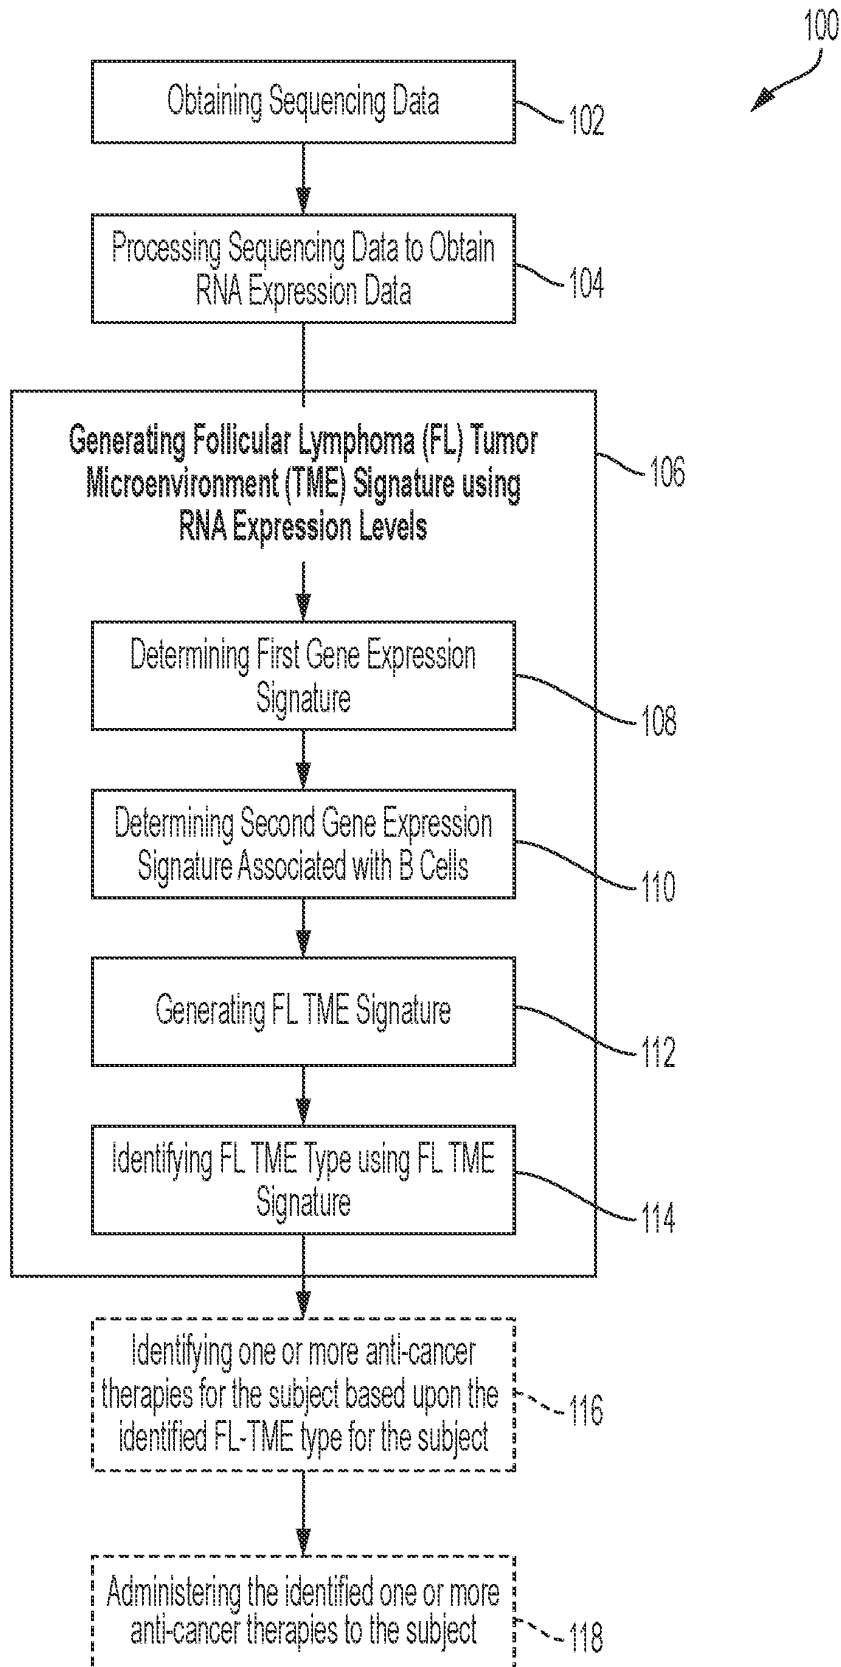 100
Obtaining Sequencing Data
102
Processing Sequencing Data to Obtain
RNA Expression Data
104
Generating Follicular Lymphoma (FL) Tumor
Microenvironment (TME) Signature using
RNA Expression Levels
106
Determining First Gene Expression
Signature
108
Determining Second Gene Expression
Signature Associated with B Cells
110
Generating FL TME Signature
112
Identifying FL TME Type using FL TME
Signature
114
Identifying one or more anti-cancer
therapies for the subject based upon the
identified FL-TME type for the subject
116
Administering the identified one or more
anti-cancer therapies to the subject
118